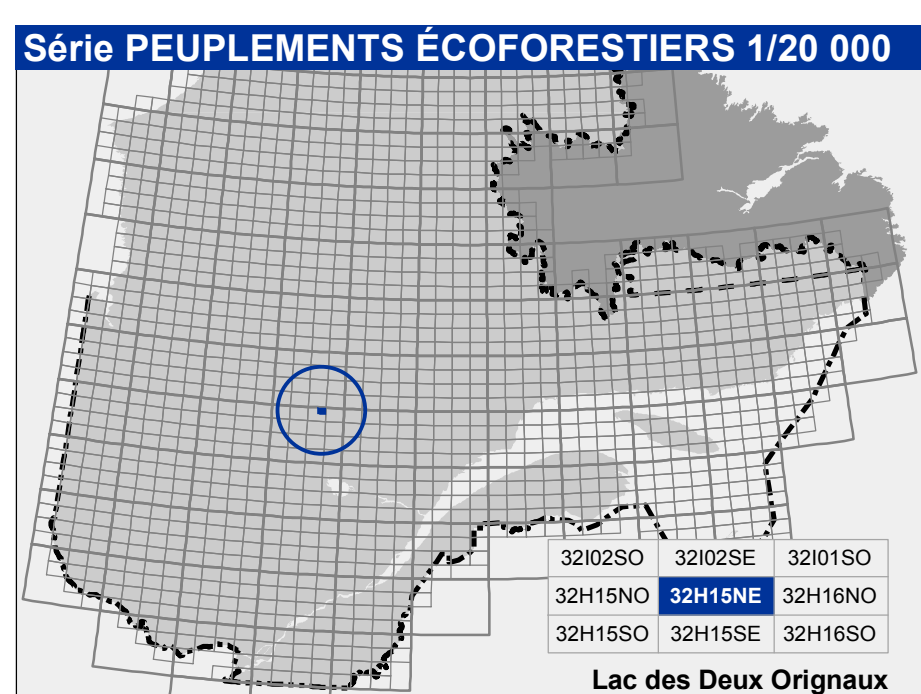 Série PEUPLEMENTS ÉCOFORESTIERS 1/20 000
32I02SO 32I02SE 32I01SO
32H15NO 32H15NE 32H16NO
32H15SO 32H15SE 32H16SO
Lac des Deux Orignaux